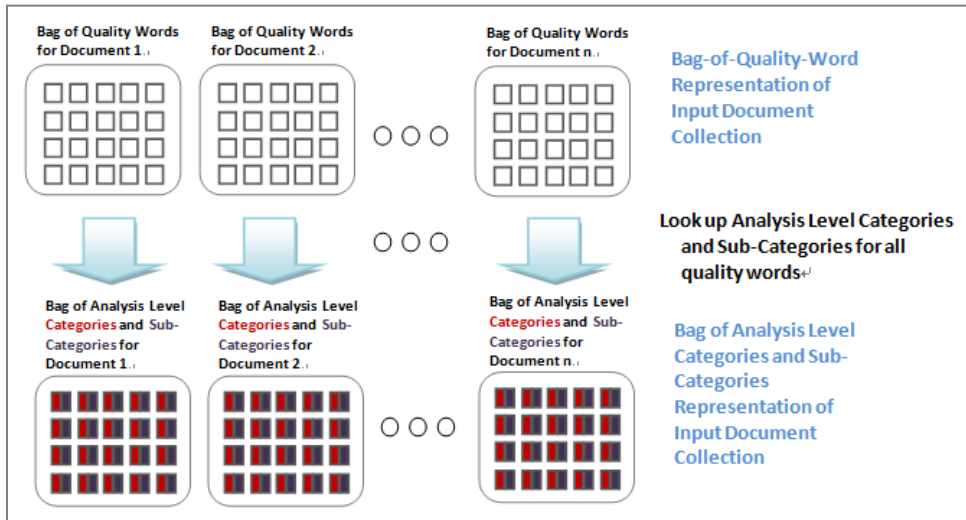 Bag of Quality Words
for Document 1
Bag of Quality Words
for Document 2
Bag of Quality Words
for Document n
Bag-of-Quality-Word
Representation of
Input Document
Collection
Look up Analysis Level Categories
and Sub-Categories for all
quality words↵
Bag of Analysis Level
Categories and Sub-
Categories for
Document 1
Bag of Analysis Level
Categories and Sub-
Categories for
Document 2
Bag of Analysis Level
Categories and Sub-
Categories for
Document n
Bag of Analysis Level
Categories and Sub-
Categories
Representation of
Input Document
Collection